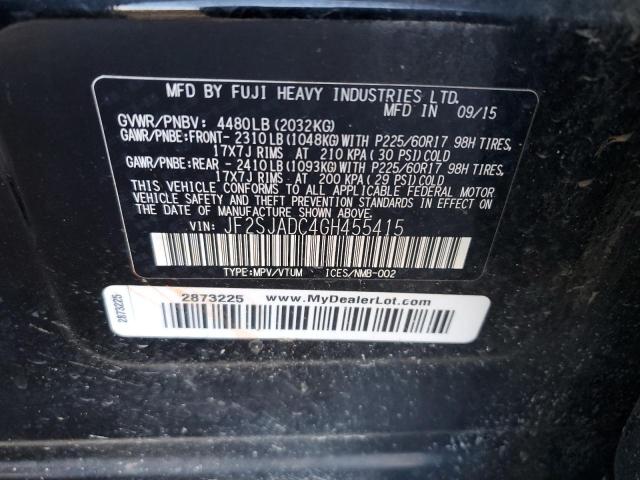 MFD BY FUJI HEAVY INDUSTRIES LTD.
MFD IN 09/15
GVWR/PNBV: 4480LB(2032KG)
GAWR/PNBE:FRONT-2310LB(1048KG)WITH P225/60R17 98H TIRES,
17X7J RIMS AT 210 KPA(30 PSI)COLD
GAWR/PNBE:REAR -2410LB(1093KG)WITH P225/60R17 98H TIRES,
17X7J RIMS AT 200 KPA(29 PSI)COLD
THIS VEHICLE CONFORMS TO ALL APPLICABLE FEDERAL MOTOR
VEHICLE SAFETY, BUMPER, AND THEFT PREVENTION STANDARDS
IN EFFECT ON THE DATE OF MANUFACTURE SHOWN ABOVE.
VIN: JF2SJADC4GH455415
TYPE:MPV/VTUM ICES/NMB-002
2873225
2873225 www.MyDealerLot.com